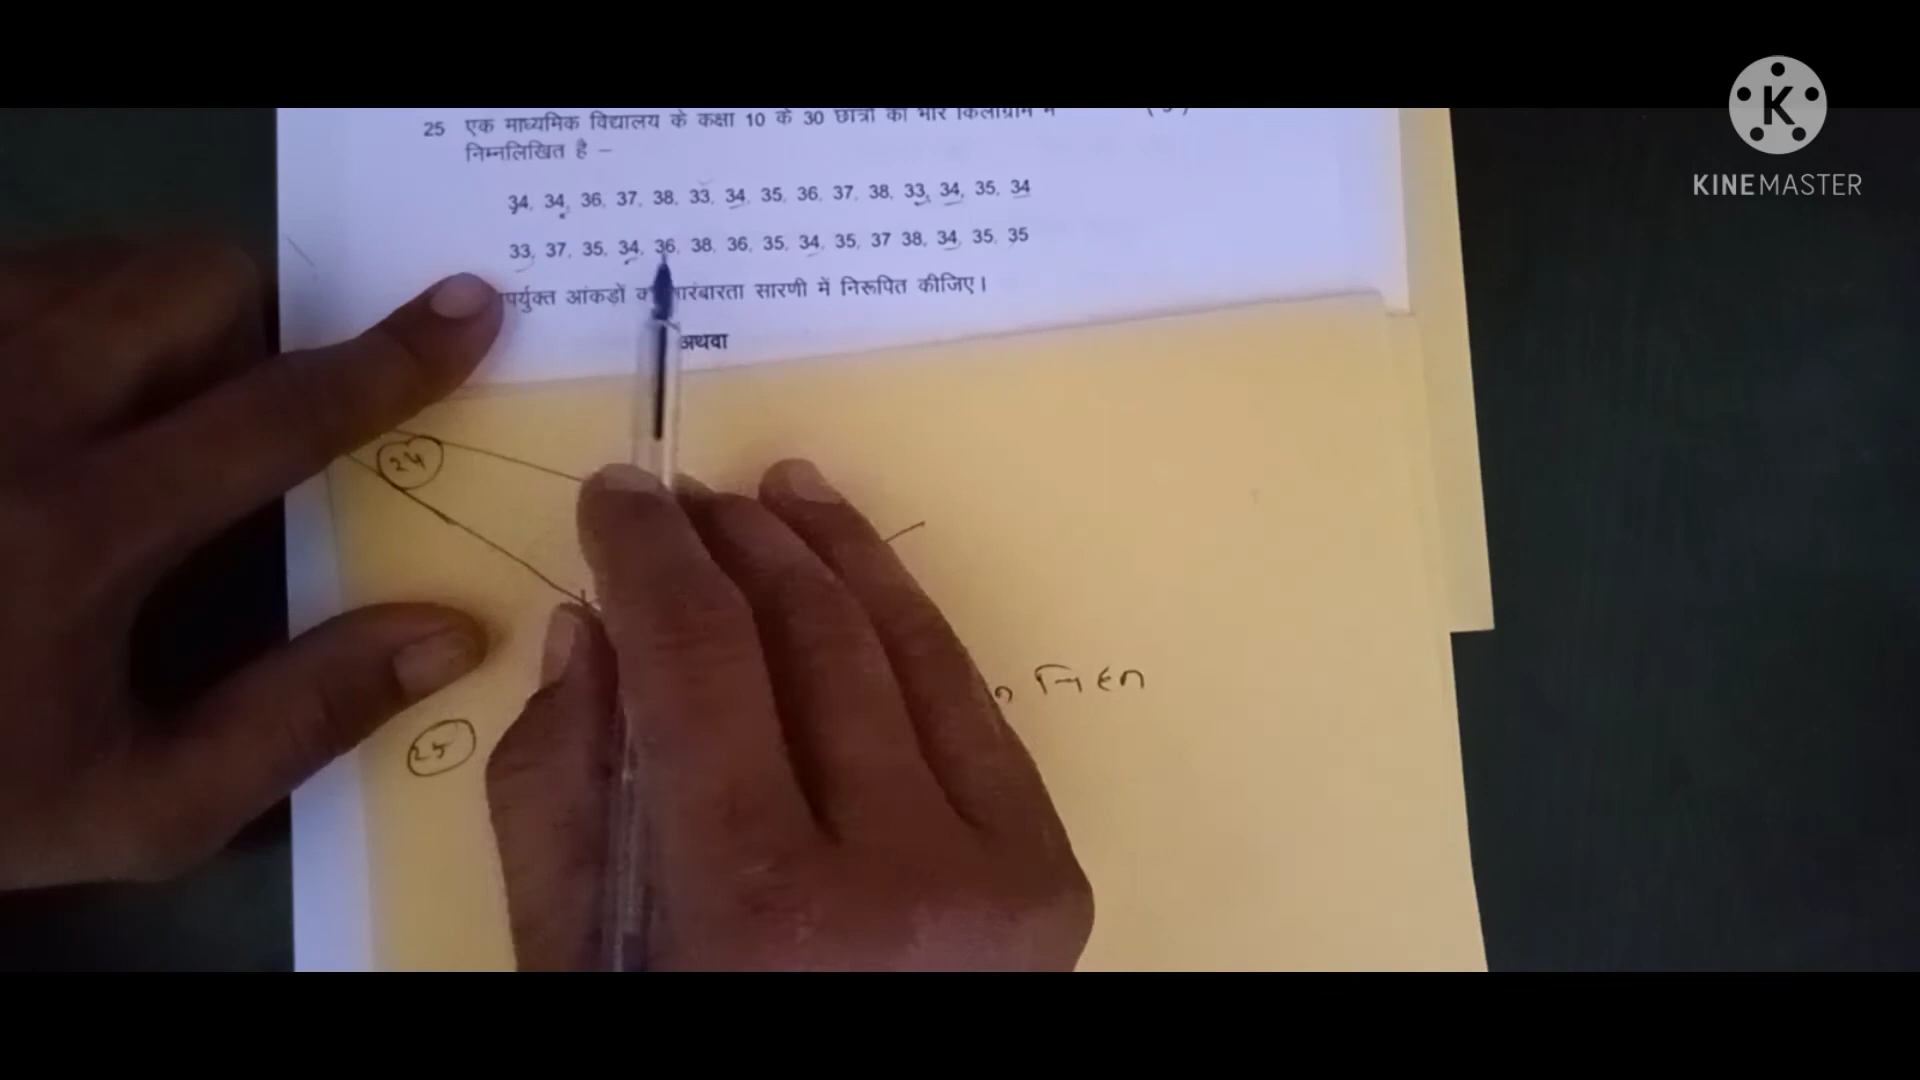 25 एक माध्यमिक विद्यालय के कक्षा 10 के 30 छात्रों का भार किलोग्राम में
निम्नलिखित है –
34, 34, 36, 37, 38, 33, 34, 35, 36, 37, 38, 33, 34, 35, 34
33, 37, 35, 34, 36, 38, 36, 35, 34, 35, 37 38, 34, 35, 35
आंकड़ों सारणी में निरूपित कीजिए।
अथवा
24
25
KINEMASTER